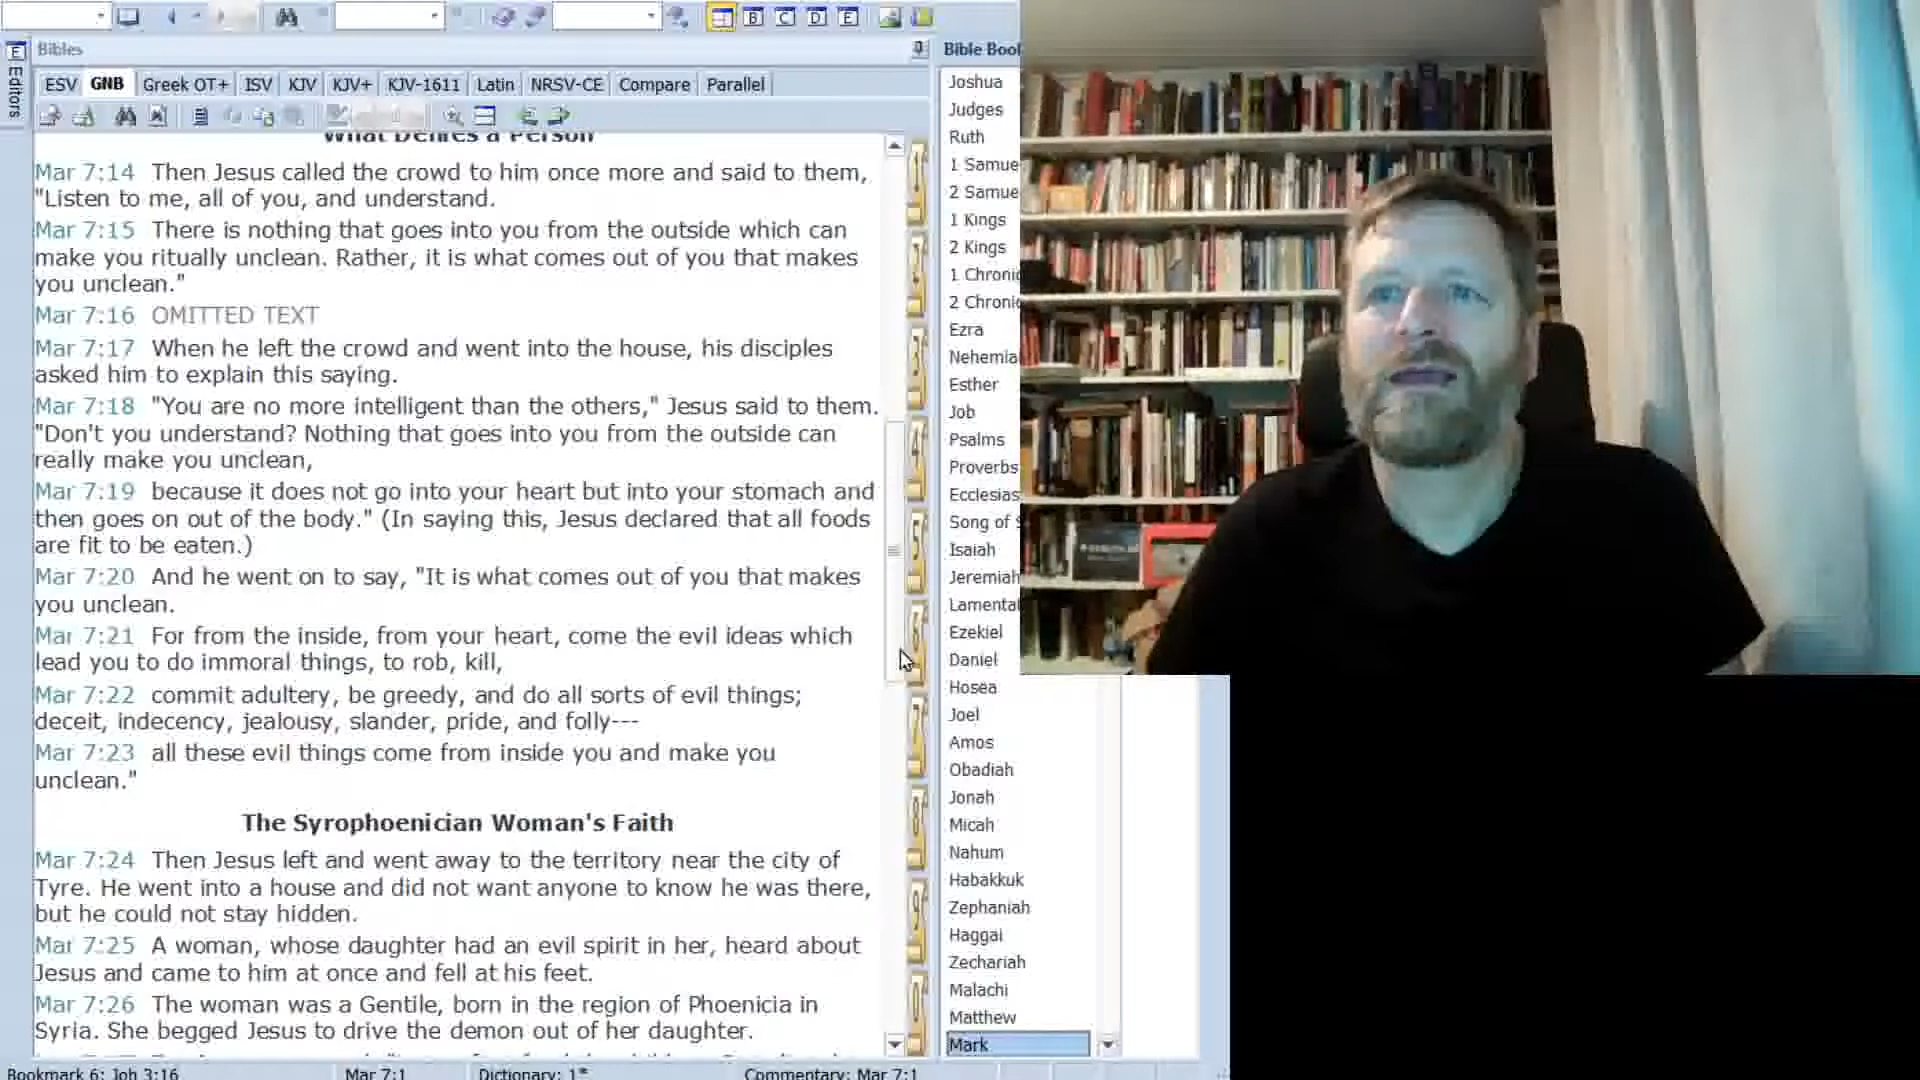 Bibles
Bible Book
Editors
ESV GNB Greek OT+ ISV KJV KJV+ KJV-1611 Latin NRSV-CE Compare Parallel
What Defiles a Person
Mar 7:14 Then Jesus called the crowd to him once more and said to them,
"Listen to me, all of you, and understand.
Mar 7:15 There is nothing that goes into you from the outside which can
make you ritually unclean. Rather, it is what comes out of you that makes
you unclean."
Mar 7:16 OMITTED TEXT
Mar 7:17 When he left the crowd and went into the house, his disciples
asked him to explain this saying.
Mar 7:18 "You are no more intelligent than the others," Jesus said to them.
"Don't you understand? Nothing that goes into you from the outside can
really make you unclean,
Mar 7:19 because it does not go into your heart but into your stomach and
then goes on out of the body." (In saying this, Jesus declared that all foods
are fit to be eaten.)
Mar 7:20 And he went on to say, "It is what comes out of you that makes
you unclean.
Mar 7:21 For from the inside, from your heart, come the evil ideas which
lead you to do immoral things, to rob, kill,
Mar 7:22 commit adultery, be greedy, and do all sorts of evil things;
deceit, indecency, jealousy, slander, pride, and folly---
Mar 7:23 all these evil things come from inside you and make you
unclean."
The Syrophoenician Woman's Faith
Mar 7:24 Then Jesus left and went away to the territory near the city of
Tyre. He went into a house and did not want anyone to know he was there,
but he could not stay hidden.
Mar 7:25 A woman, whose daughter had an evil spirit in her, heard about
Jesus and came to him at once and fell at his feet.
Mar 7:26 The woman was a Gentile, born in the region of Phoenicia in
Syria. She begged Jesus to drive the demon out of her daughter.
Joshua
Judges
Ruth
1 Samue
2 Samue
1 Kings
2 Kings
1 Chronic
2 Chronic
Ezra
Nehemia
Esther
Job
Psalms
Proverbs
Ecclesias
Song of S
Isaiah
Jeremiah
Lamentat
Ezekiel
Daniel
Hosea
Joel
Amos
Obadiah
Jonah
Micah
Nahum
Habakkuk
Zephaniah
Haggai
Zechariah
Malachi
Matthew
Mark
Bookmark 6: Joh 3:16 Mar 7:1 Dictionary: 1* Commentary: Mar 7:1